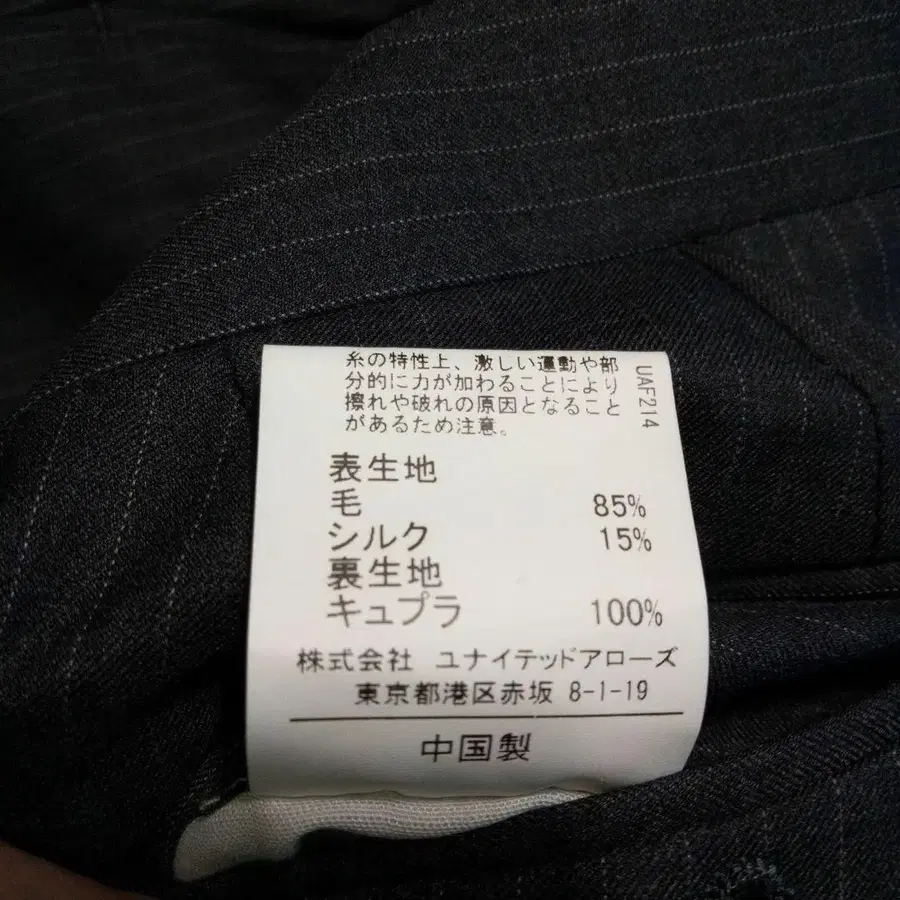 糸の特性上、激しい運動や部
分的に力が加わることにより
擦れや破れの原因となること
があるため注意。
UAF214
表生地
毛 85%
シルク 15%
裏生地
キュプラ 100%
株式会社 ユナイテッドアローズ
東京都港区赤坂 8-1-19
中国製